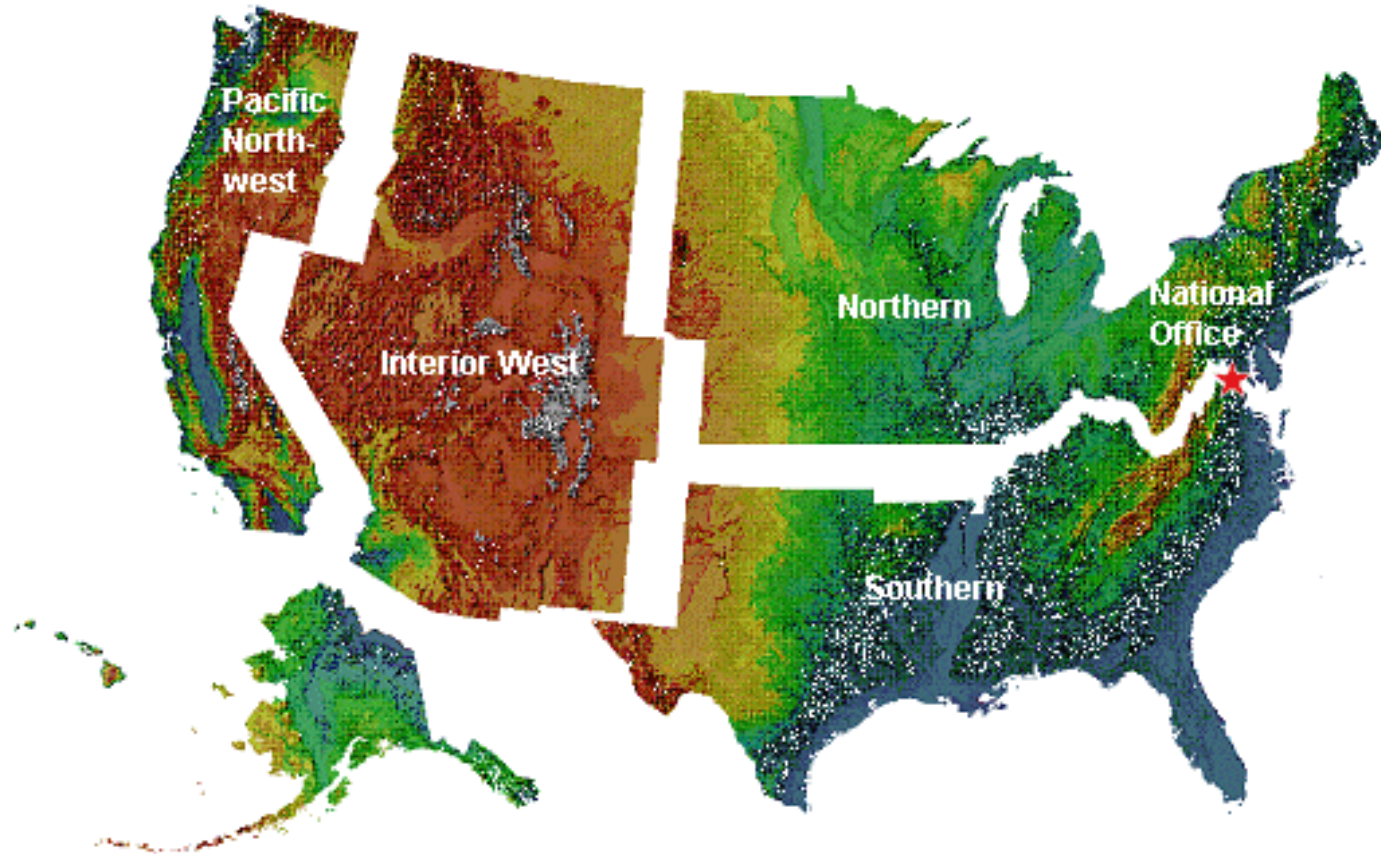 Pacific
North-
west
Interior West
Northern
National
Office
Southern